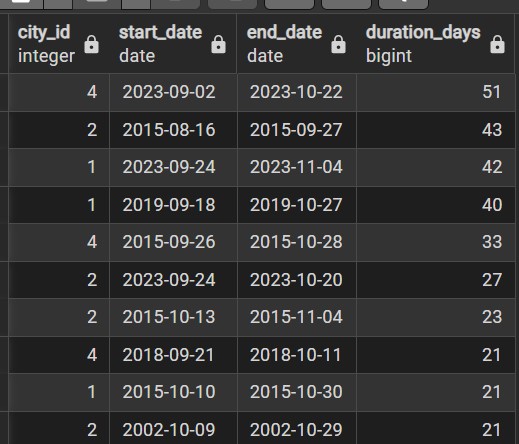 city_id start_date end_date duration_days
integer date date bigint
4 2023-09-02 2023-10-22 51
2 2015-08-16 2015-09-27 43
1 2023-09-24 2023-11-04 42
1 2019-09-18 2019-10-27 40
4 2015-09-26 2015-10-28 33
2 2023-09-24 2023-10-20 27
2 2015-10-13 2015-11-04 23
4 2018-09-21 2018-10-11 21
1 2015-10-10 2015-10-30 21
2 2002-10-09 2002-10-29 21